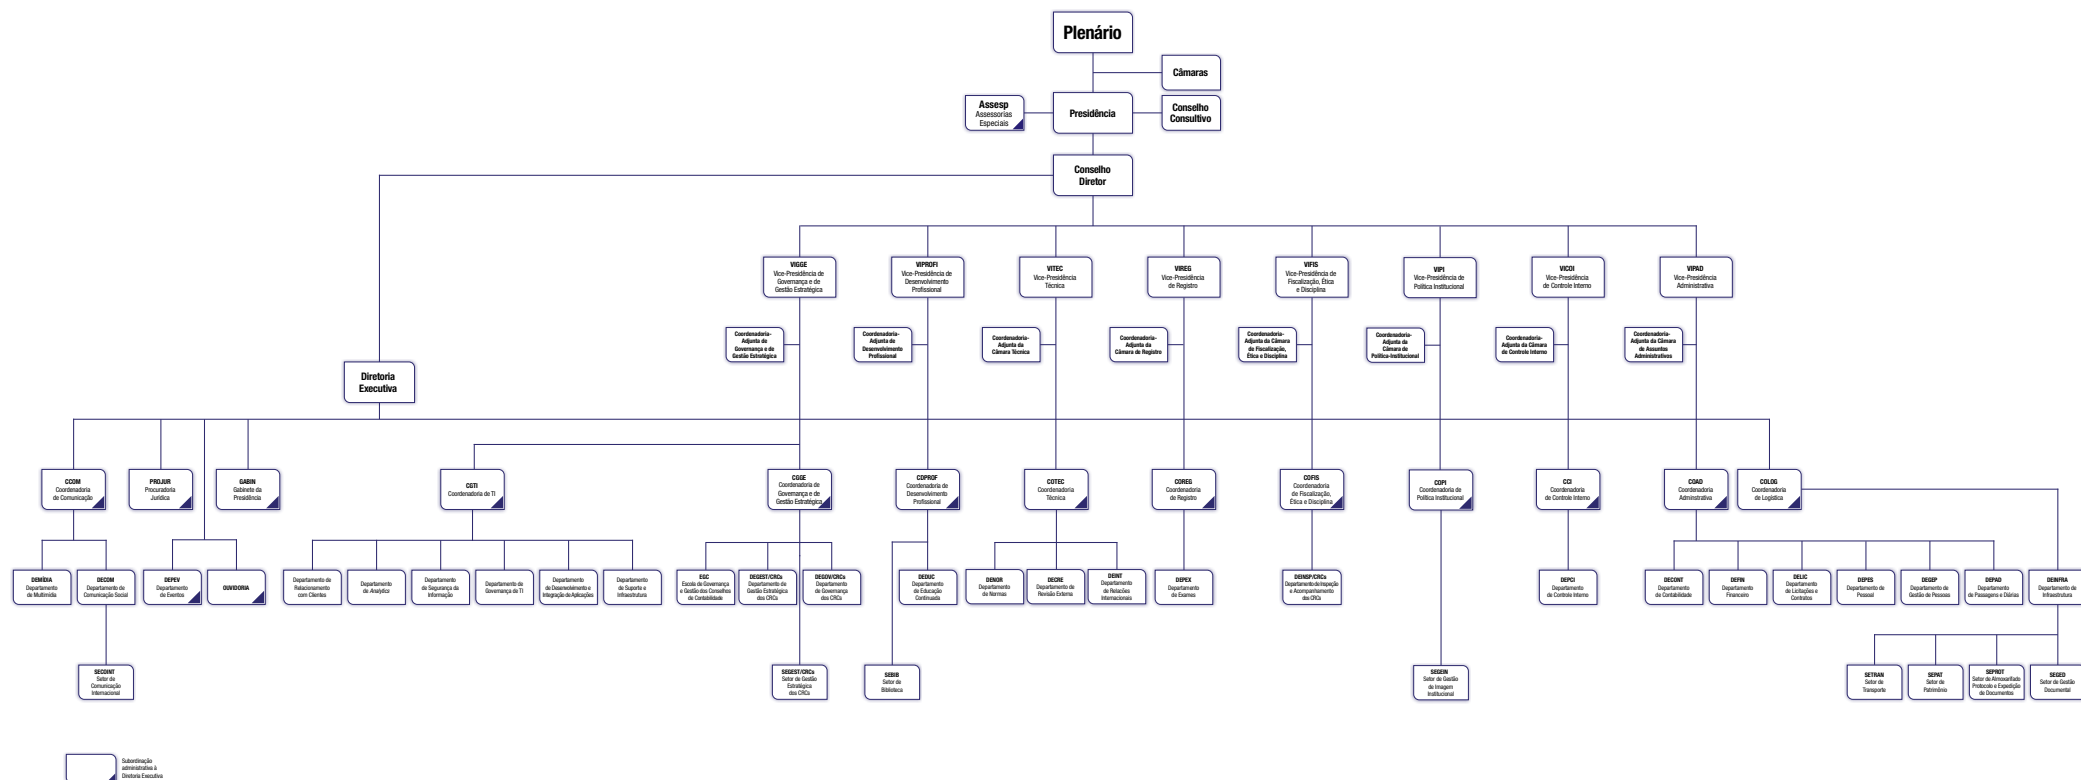 Plenário
Câmaras
Assesp
Assessorias
Especiais
Presidência
Conselho
Consultivo
Conselho
Diretor
VIGGE
Vice-Presidência de
Governança e de
Gestão Estratégica
VIPROFI
Vice-Presidência de
Desenvolvimento
Profissional
VITEC
Vice-Presidência
Técnica
VIREG
Vice-Presidência
de Registro
VIFIS
Vice-Presidência de
Fiscalização, Ética
e Disciplina
VIPI
Vice-Presidência de
Política Institucional
VICOI
Vice-Presidência
de Controle Interno
VIPAD
Vice-Presidência
Administrativa
Coordenadoria-
Adjunta de
Governança e de
Gestão Estratégica
Coordenadoria-
Adjunta de
Desenvolvimento
Profissional
Coordenadoria-
Adjunta da
Câmara Técnica
Coordenadoria-
Adjunta da
Câmara de Registro
Coordenadoria-
Adjunta da Câmara
de Fiscalização,
Ética e Disciplina
Coordenadoria-
Adjunta da
Câmara de
Política-Institucional
Coordenadoria-
Adjunta da Câmara
de Controle Interno
Coordenadoria-
Adjunta da Câmara
de Assuntos
Administrativos
Diretoria
Executiva
CCOM
Coordenadoria
de Comunicação
PROJUR
Procuradoria
Jurídica
GABIN
Gabinete da
Presidência
CGTI
Coordenadoria de TI
CGGE
Coordenadoria de
Governança e de
Gestão Estratégica
COPROF
Coordenadoria de
Desenvolvimento
Profissional
COTEC
Coordenadoria
Técnica
COREG
Coordenadoria
de Registro
COFIS
Coordenadoria
de Fiscalização,
Ética e Disciplina
COPI
Coordenadoria de
Política Institucional
CCI
Coordenadoria
de Controle Interno
COAD
Coordenadoria
Adminstrativa
COLOG
Coordenadoria
de Logística
DEMÍDIA
Departamento
de Multimídia
DECOM
Departamento de
Comunicação Social
DEPEV
Departamento
de Eventos
OUVIDORIA
Departamento de
Relacionamento
com Clientes
Departamento
de Analytics
Departamento
de Segurança da
Informação
Departamento de
Governança de TI
Departamento
de Desenvolvimento e
Integração de Aplicações
Departamento
de Suporte e
Infraestrutura
EGC
Escola de Governança
e Gestão dos Conselhos
de Contabilidade
DEGEST/CRCs
Departamento de
Gestão Estratégica
dos CRCs
DEGOV/CRCs
Departamento
de Governança
dos CRCs
DEDUC
Departamento
de Educação
Continuada
DENOR
Departamento
de Normas
DECRE
Departamento de
Revisão Externa
DEINT
Departamento
de Relações
Internacionais
DEPEX
Departamento
de Exames
DEINSP/CRCs
Departamento de Inspeção
e Acompanhamento
dos CRCs
DEPCI
Departamento
de Controle Interno
DECONT
Departamento
de Contabilidade
DEFIN
Departamento
Financeiro
DELIC
Departamento
de Licitações e
Contratos
DEPES
Departamento de
Pessoal
DEGEP
Departamento de
Gestão de Pessoas
DEPAD
Departamento
de Passagens e Diárias
DEINFRA
Departamento de
Infraestrutura
SECOINT
Setor de
Comunicação
Internacional
SEGEST/CRCs
Setor de Gestão
Estratégica
dos CRCs
SEBIB
Setor de
Biblioteca
SEGEIN
Setor de Gestão
de Imagem
Institucional
SETRAN
Setor de
Transporte
SEPAT
Setor de
Patrimônio
SEPROT
Setor de Almoxarifado
Protocolo e Expedição
de Documentos
SEGED
Setor de Gestão
Documental
Subordinação
administrativa à
Diretoria Executiva